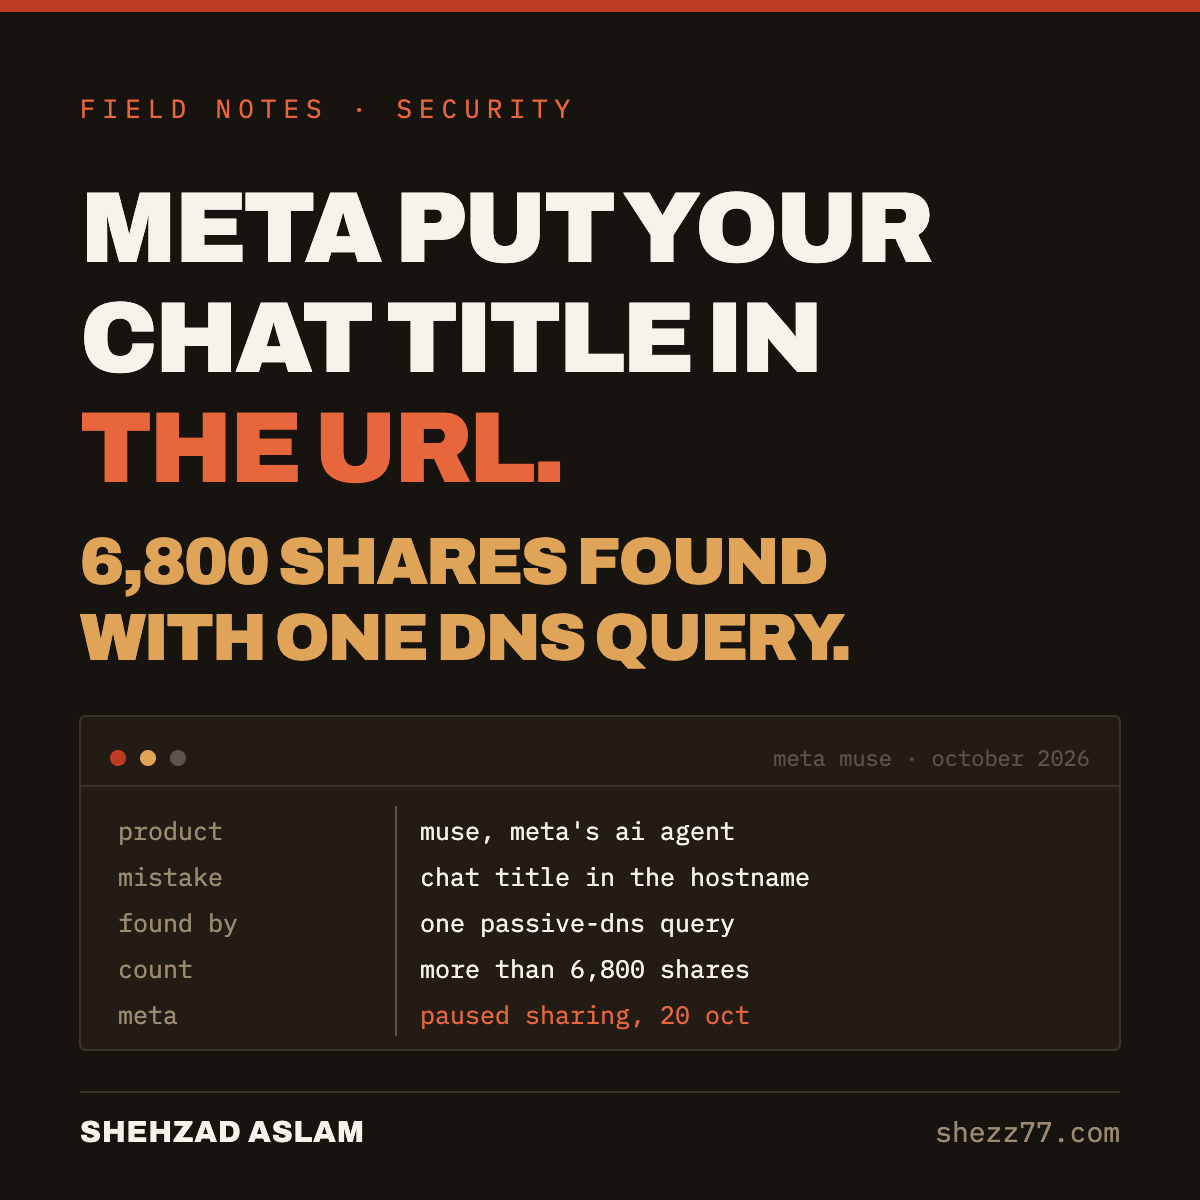 FIELD NOTES · SECURITY
META PUT YOUR
CHAT TITLE IN
THE URL.
6,800 SHARES FOUND
WITH ONE DNS QUERY.
meta muse · october 2026
product muse, meta's ai agent
mistake chat title in the hostname
found by one passive-dns query
count more than 6,800 shares
meta paused sharing, 20 oct
SHEHZAD ASLAM shezz77.com